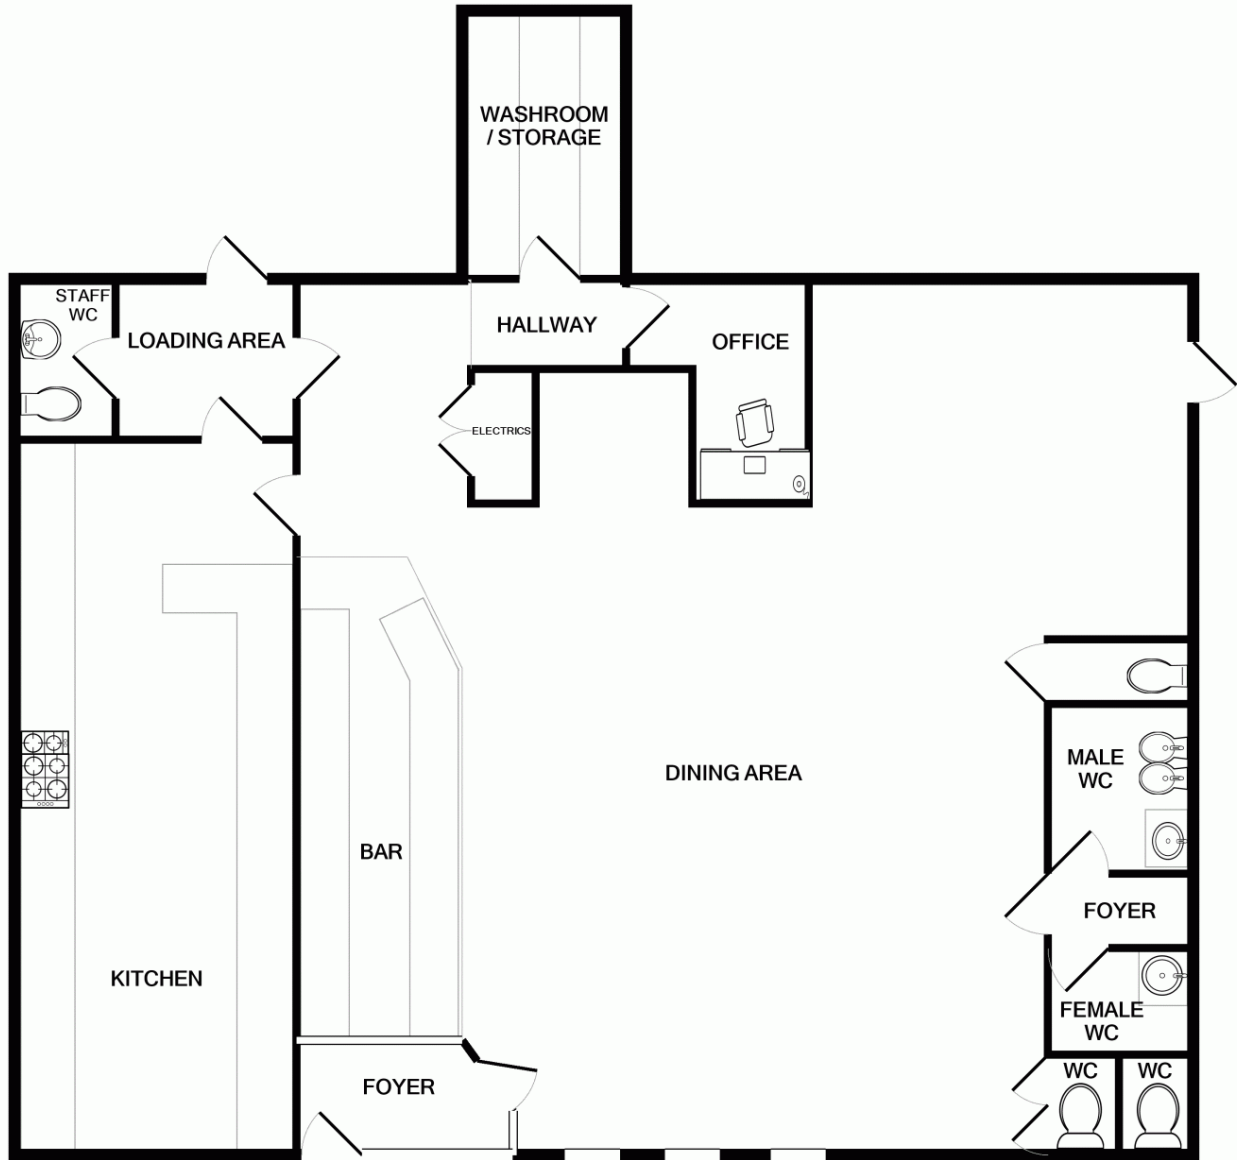 WASHROOM
/ STORAGE
STAFF
WC
LOADING AREA
HALLWAY
OFFICE
ELECTRICS
DINING AREA
MALE
WC
BAR
FOYER
KITCHEN
FEMALE
WC
FOYER
WC
WC